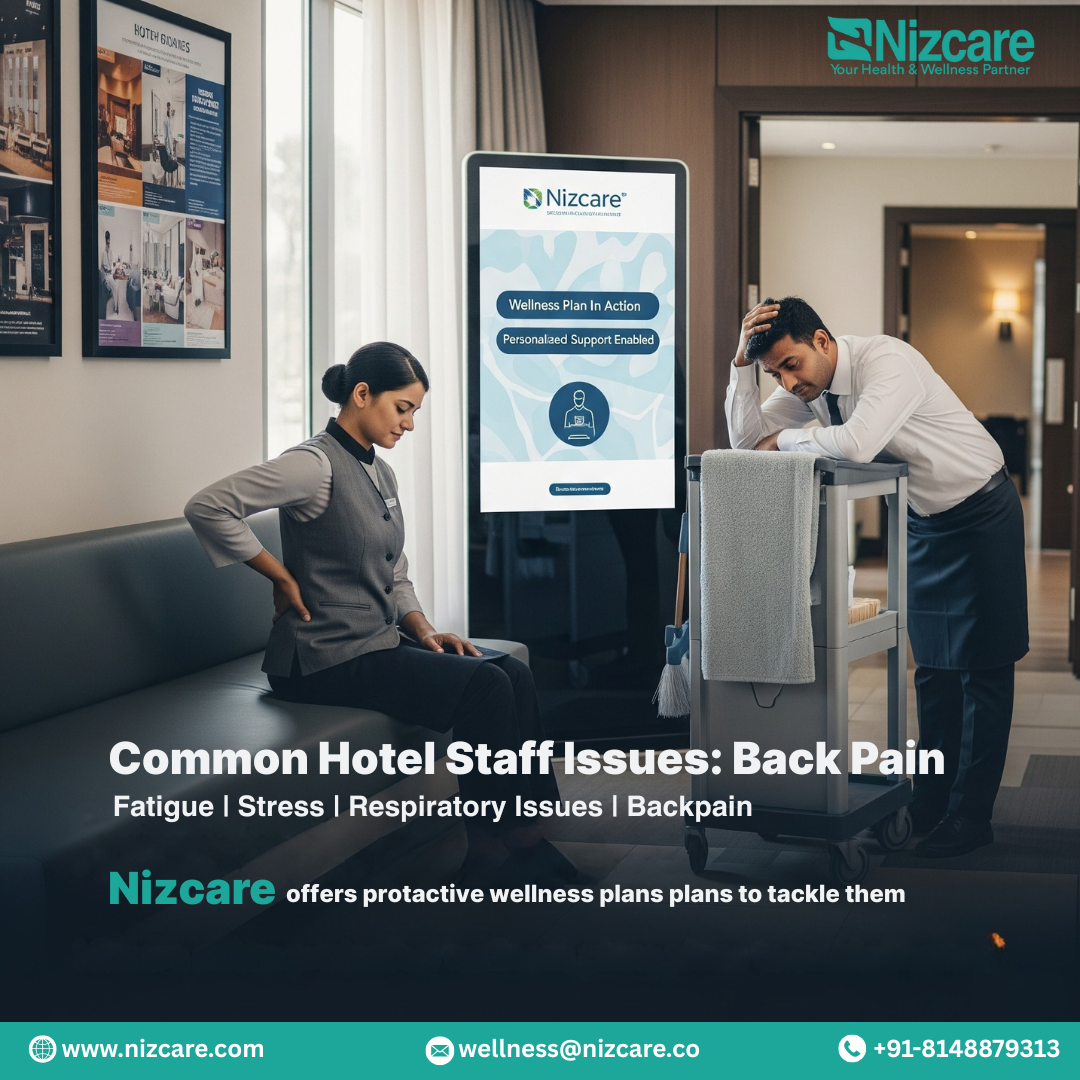 Nizcare
Your Health & Wellness Partner
Nizcare
Wellness Plan In Action
Personalized Support Enabled
Common Hotel Staff Issues: Back Pain
Fatigue | Stress | Respiratory Issues | Backpain
Nizcare offers protactive wellness plans plans to tackle them
www.nizcare.com
wellness@nizcare.co
+91-8148879313